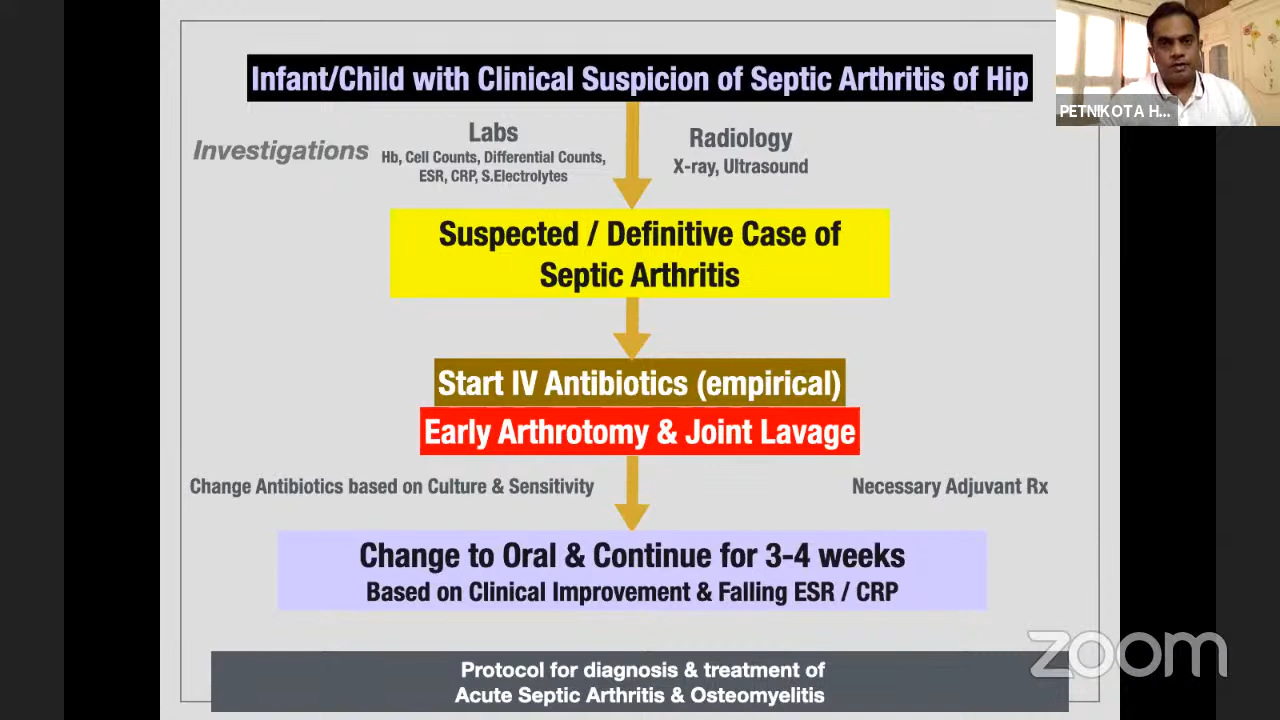 Infant/Child with Clinical Suspicion of Septic Arthritis of Hip
PETNIKOTA H...
Investigations
Labs
Hb, Cell Counts, Differential Counts,
ESR, CRP, S.Electrolytes
Radiology
X-ray, Ultrasound
Suspected / Definitive Case of
Septic Arthritis
Start IV Antibiotics (empirical)
Early Arthrotomy & Joint Lavage
Change Antibiotics based on Culture & Sensitivity
Necessary Adjuvant Rx
Change to Oral & Continue for 3-4 weeks
Based on Clinical Improvement & Falling ESR / CRP
zoom
Protocol for diagnosis & treatment of
Acute Septic Arthritis & Osteomyelitis